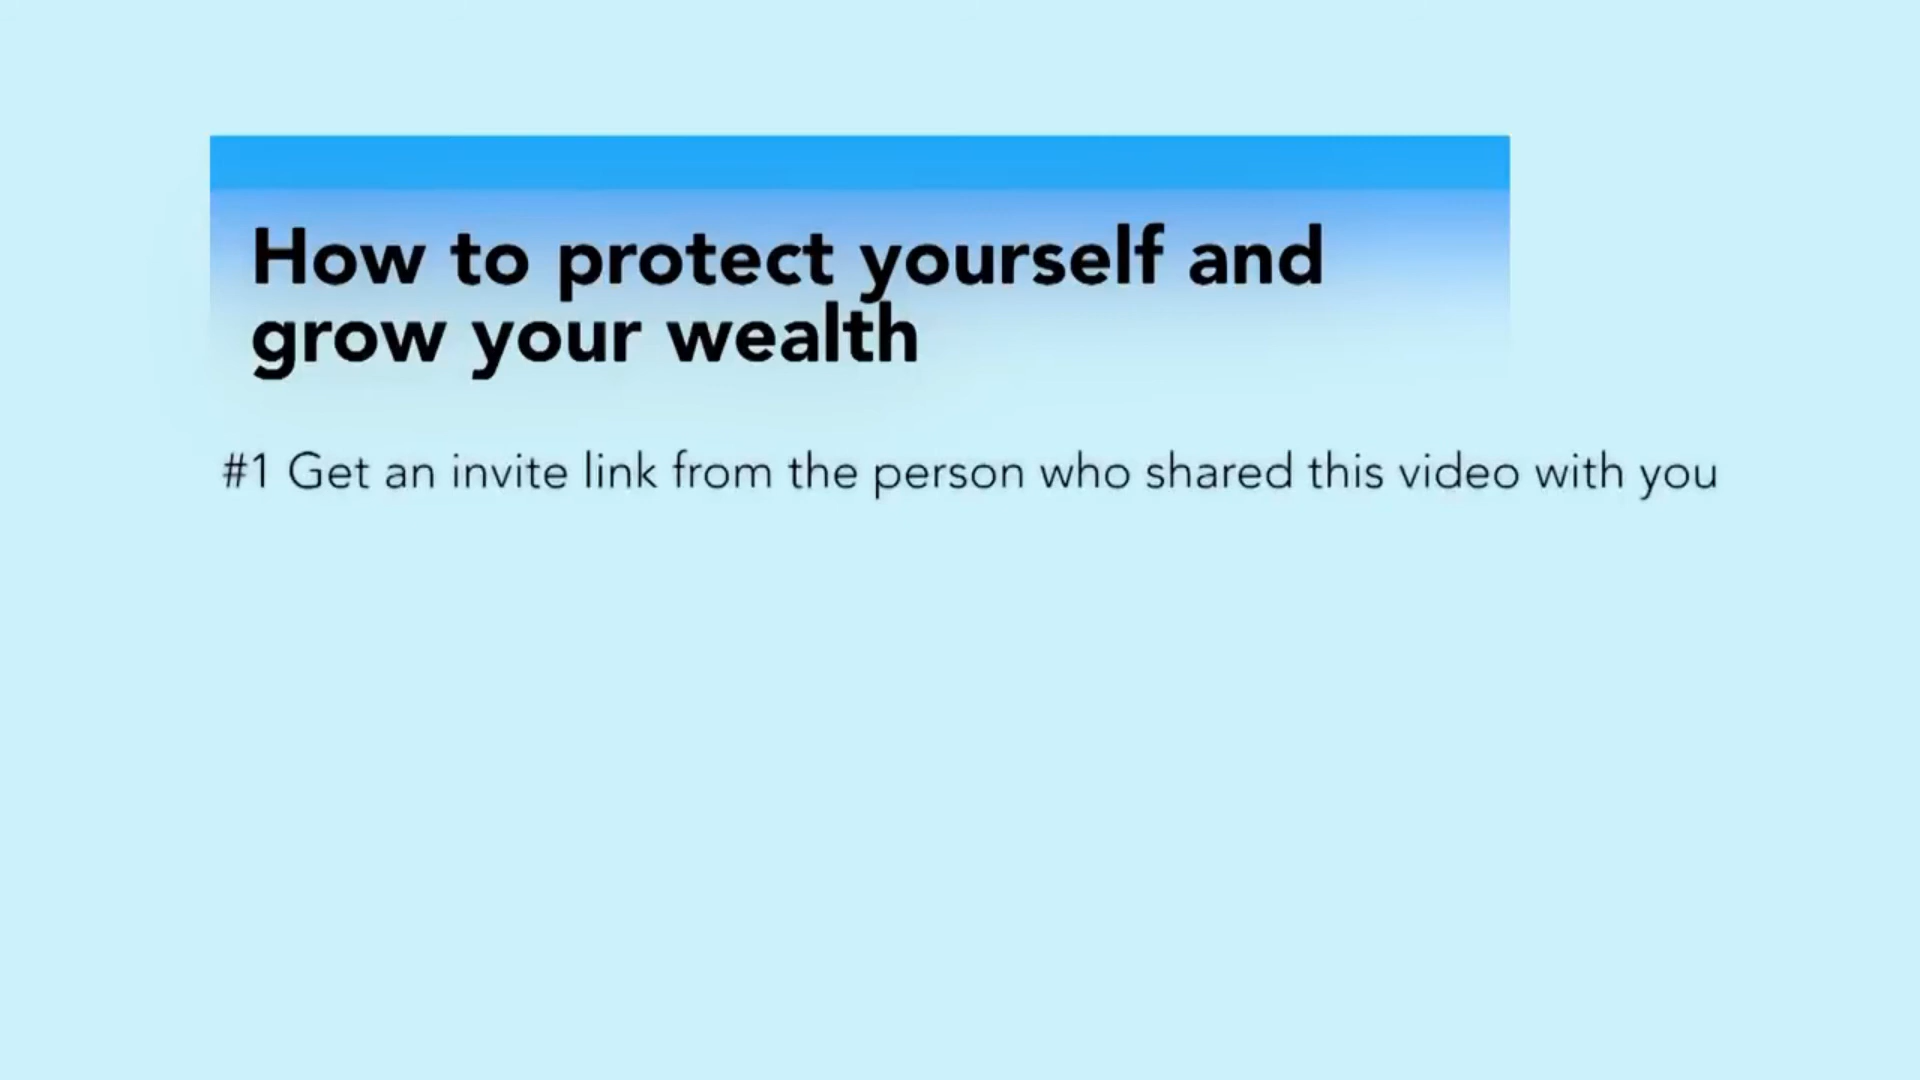 How to protect yourself and
grow your wealth
#1 Get an invite link from the person who shared this video with you